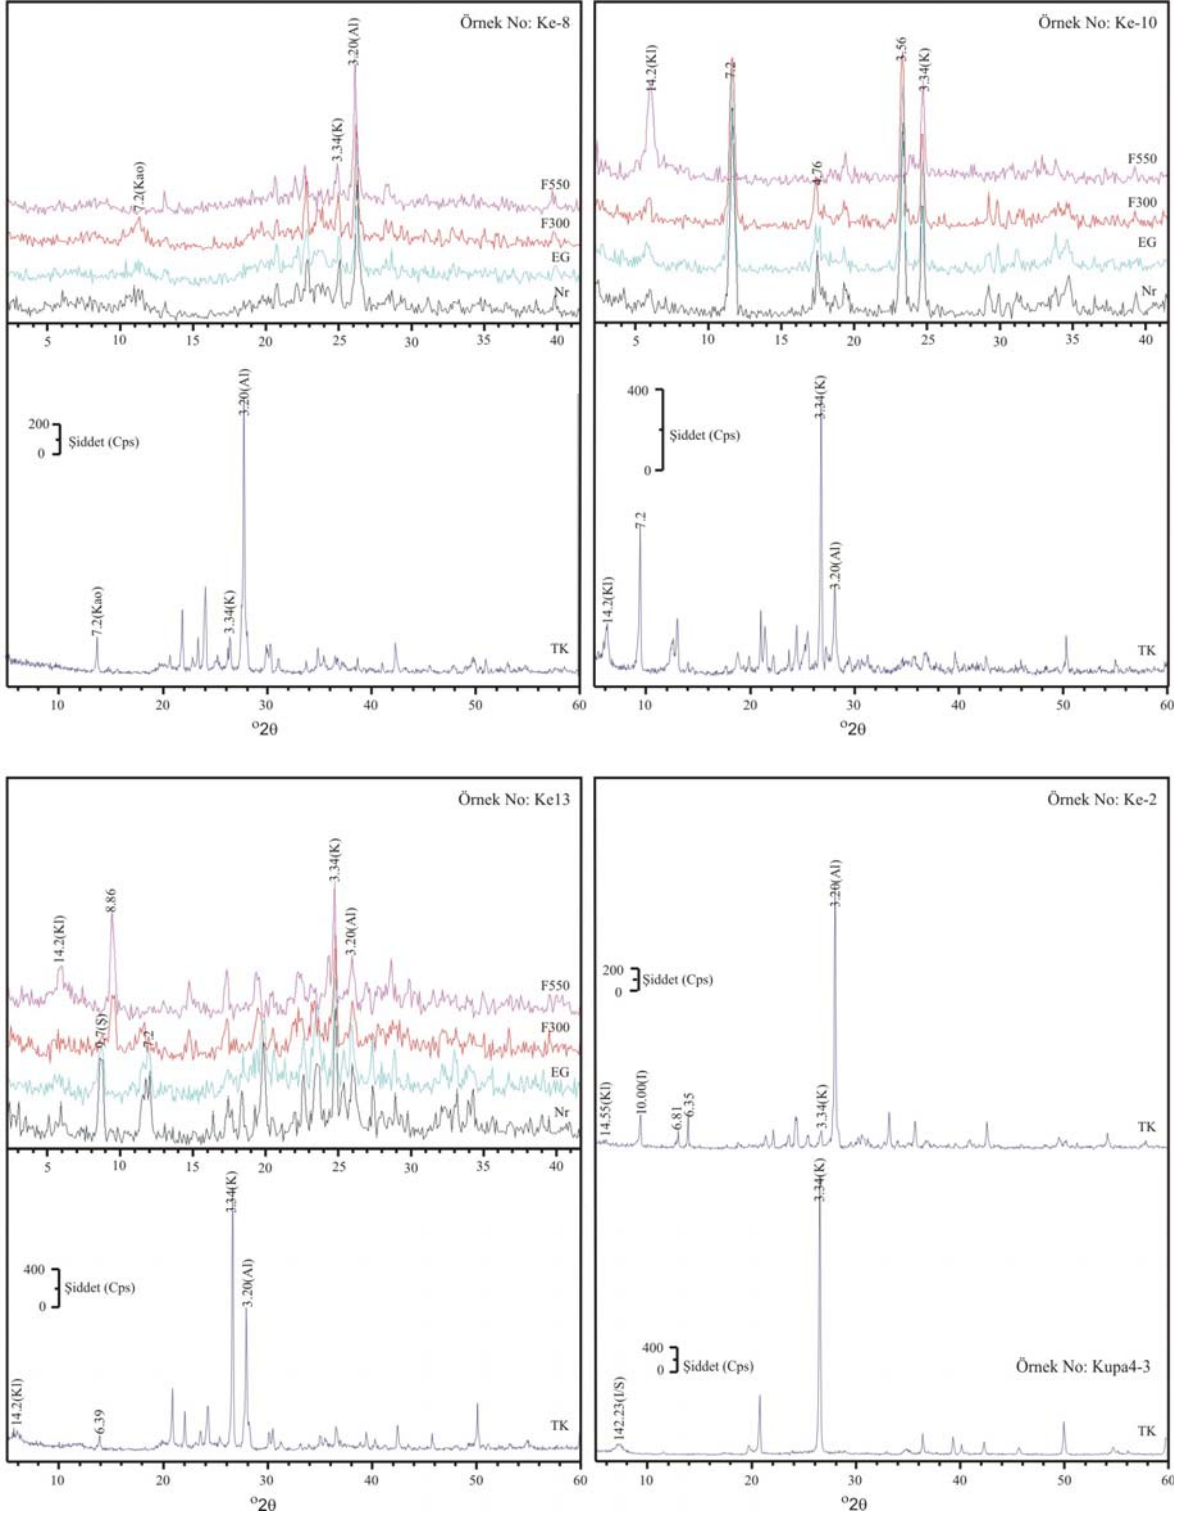 Örnek No: Ke-8
3.20(Al)
3.34(K)
7.2(Kao)
F550
F300
EG
Nr
5 10 15 20 25 30 35 40
3.20(Al)
200
0
Şiddet (Cps)
7.2(Kao)
3.34(K)
TK
10 20 30 40 50 60
°2θ
Örnek No: Ke-10
14.2(Kl)
7.2
4.76
3.56
3.34(K)
F550
F300
EG
Nr
5 10 15 20 25 30 35 40
400
0
Şiddet (Cps)
14.2(Kl)
7.2
3.34(K)
3.20(Al)
TK
10 20 30 40 50 60
°2θ
Örnek No: Ke13
14.2(Kl)
8.86
9.7(S)
7.2
3.34(K)
3.20(Al)
F550
F300
EG
Nr
5 10 15 20 25 30 35 40
400
0
Şiddet (Cps)
14.2(Kl)
6.39
3.34(K)
3.20(Al)
TK
10 20 30 40 50 60
°2θ
Örnek No: Ke-2
200
0
Şiddet (Cps)
14.55(Kl)
10.00(I)
6.81
6.35
3.34(K)
3.20(Al)
TK
3.34(K)
400
0
Şiddet (Cps)
Örnek No: Kupa4-3
142.23(I/S)
TK
10 20 30 40 50 60
°2θ